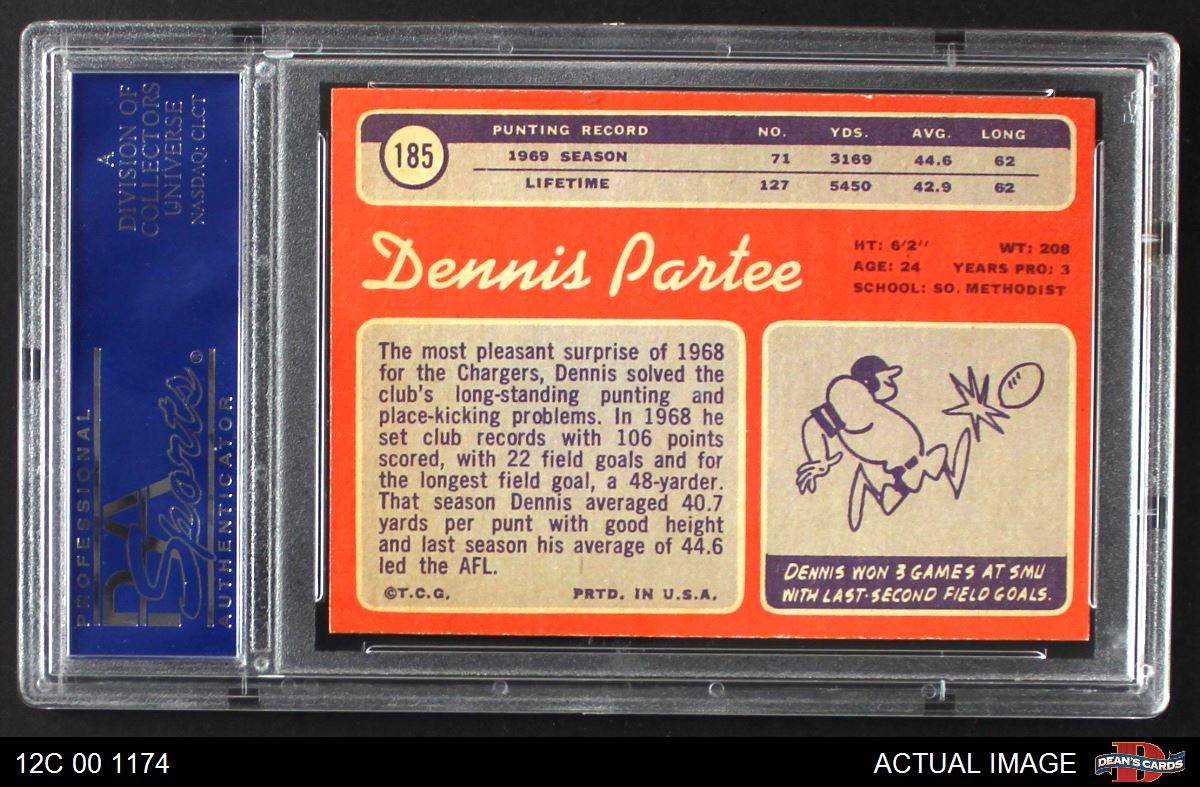 A
DIVISION OF
COLLECTORS
UNIVERSE
NASDAQ: CLCT
PROFESSIONAL
PSA
Sports®
AUTHENTICATOR
185
PUNTING RECORD NO. YDS. AVG. LONG
1969 SEASON 71 3169 44.6 62
LIFETIME 127 5450 42.9 62
Dennis Partee
HT: 6'2" WT: 208
AGE: 24 YEARS PRO: 3
SCHOOL: SO. METHODIST
The most pleasant surprise of 1968
for the Chargers, Dennis solved the
club's long-standing punting and
place-kicking problems. In 1968 he
set club records with 106 points
scored, with 22 field goals and for
the longest field goal, a 48-yarder.
That season Dennis averaged 40.7
yards per punt with good height
and last season his average of 44.6
led the AFL.
©T.C.G. PRTD. IN U.S.A.
DENNIS WON 3 GAMES AT SMU
WITH LAST-SECOND FIELD GOALS.
12C 00 1174
ACTUAL IMAGE
D
DEAN'S CARDS